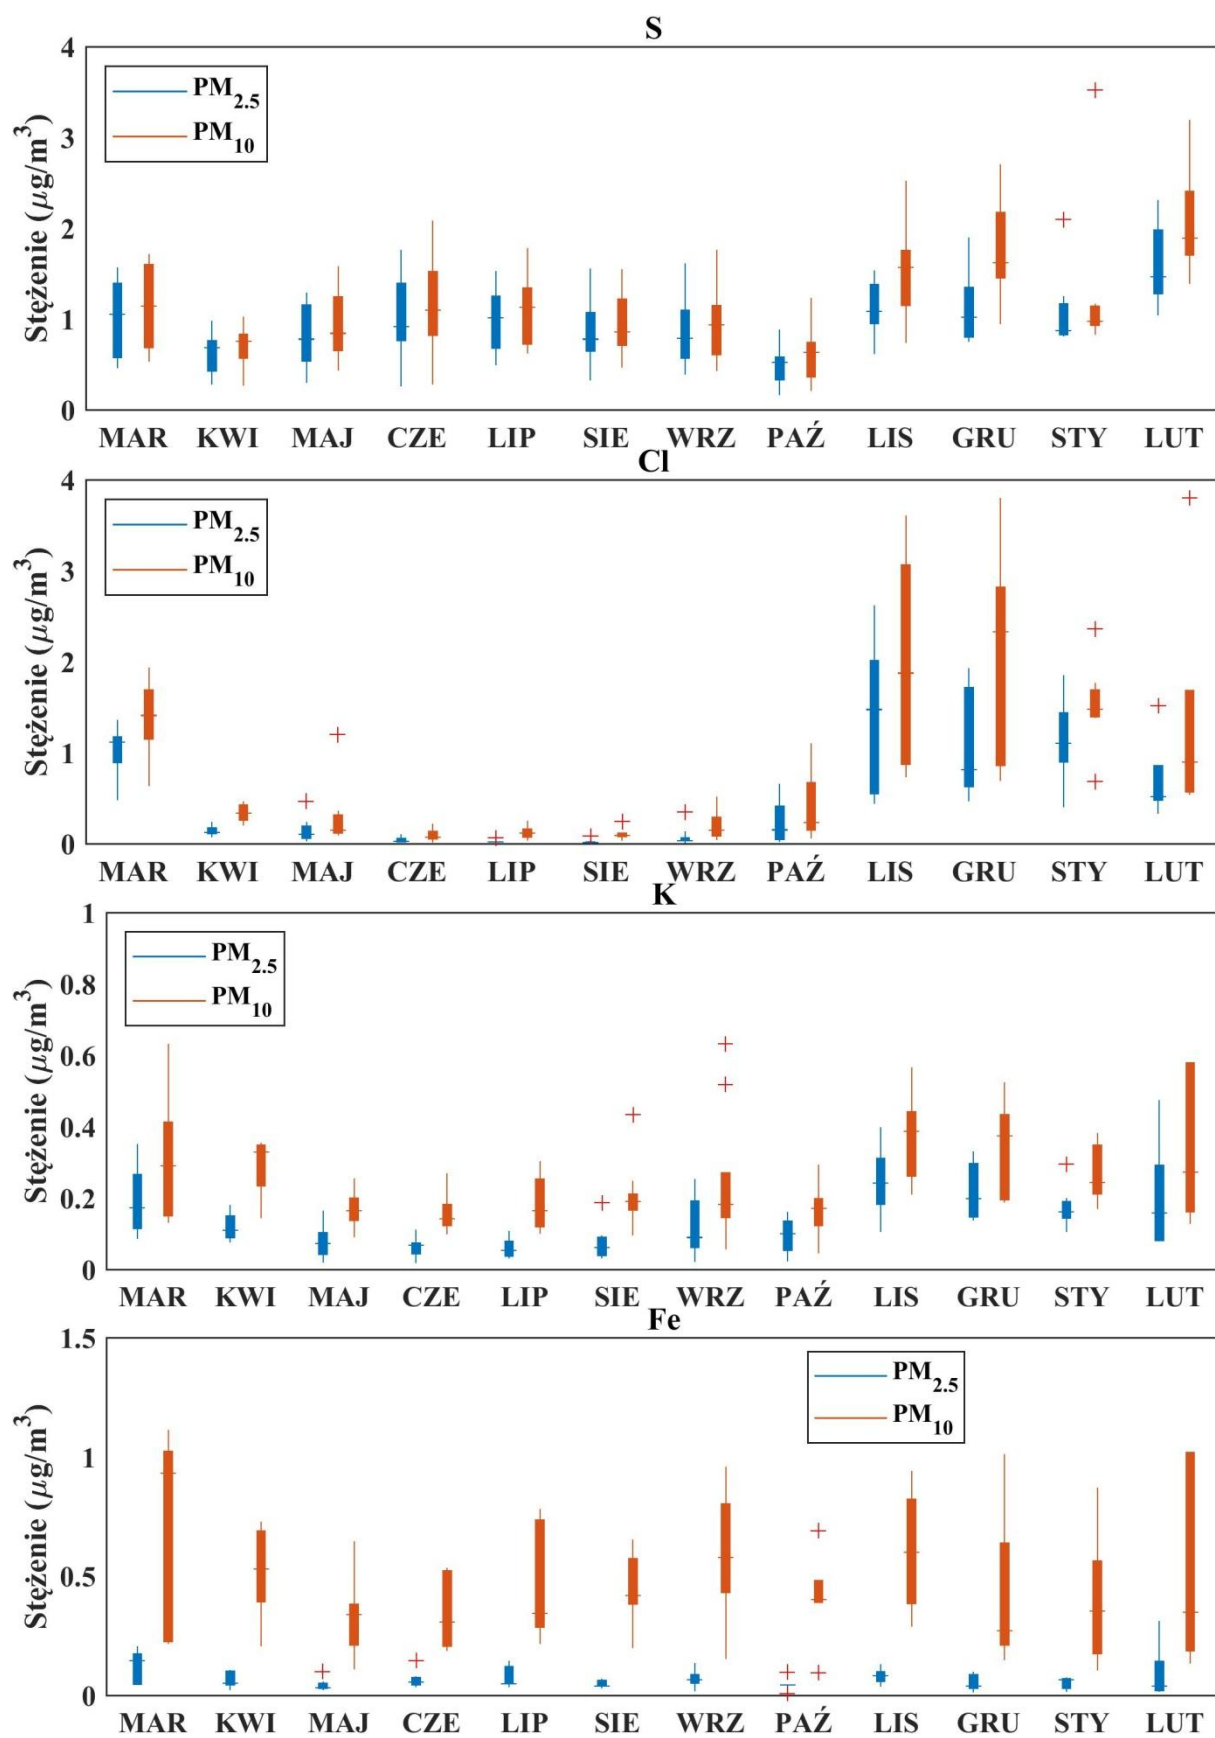 S
4
3
2
1
0
Stężenie (µg/m³)
PM2.5
PM10
MAR KWI MAJ CZE LIP SIE WRZ PAŹ LIS GRU STY LUT
Cl
4
3
2
1
0
Stężenie (µg/m³)
PM2.5
PM10
MAR KWI MAJ CZE LIP SIE WRZ PAŹ LIS GRU STY LUT
K
1
0.8
0.6
0.4
0.2
0
Stężenie (µg/m³)
PM2.5
PM10
MAR KWI MAJ CZE LIP SIE WRZ PAŹ LIS GRU STY LUT
Fe
1.5
1
0.5
0
Stężenie (µg/m³)
PM2.5
PM10
MAR KWI MAJ CZE LIP SIE WRZ PAŹ LIS GRU STY LUT